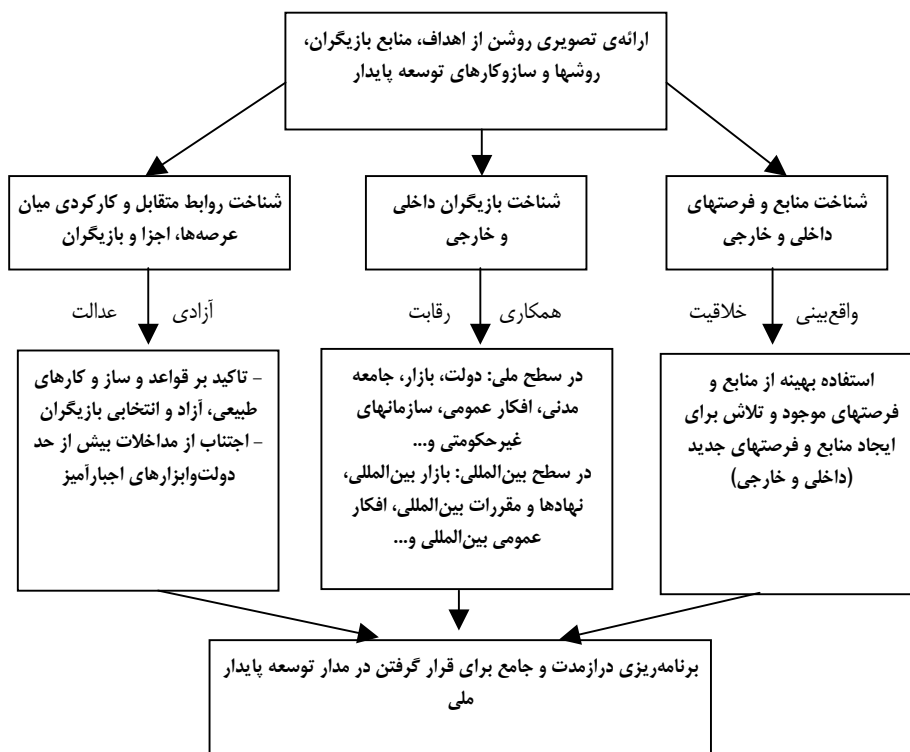 ارائه‌ی تصویری روشن از اهداف، منابع بازیگران،
روشها و سازوکارهای توسعه پایدار
شناخت منابع و فرصتهای
داخلی و خارجی
شناخت بازیگران داخلی
و خارجی
شناخت روابط متقابل و کارکردی میان
عرصه‌ها، اجزا و بازیگران
واقع‌بینی خلاقیت
همکاری رقابت
آزادی عدالت
استفاده بهینه از منابع و
فرصتهای موجود و تلاش برای
ایجاد منابع و فرصتهای جدید
(داخلی و خارجی)
در سطح ملی: دولت، بازار، جامعه
مدنی، افکار عمومی، سازمانهای
غیرحکومتی و...
در سطح بین‌المللی: بازار بین‌المللی،
نهادها و مقررات بین‌المللی، افکار
عمومی بین‌المللی و...
- تاکید بر قواعد و ساز و کارهای
طبیعی، آزاد و انتخابی بازیگران
- اجتناب از مداخلات بیش از حد
دولت‌وابزارهای اجبارآمیز
برنامه‌ریزی درازمدت و جامع برای قرار گرفتن در مدار توسعه پایدار
ملی